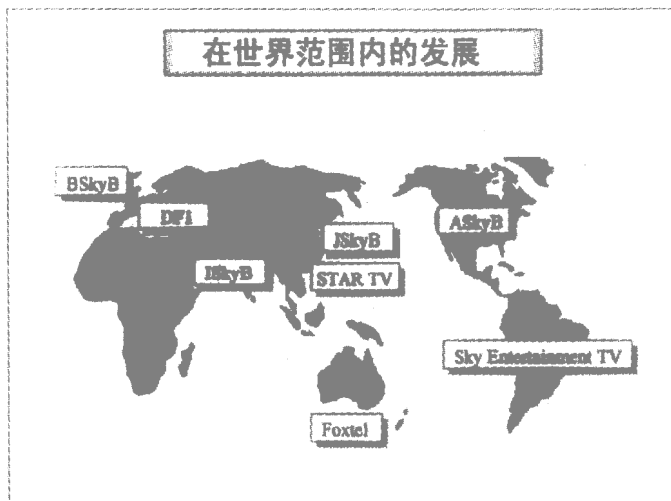 在世界范围内的发展
BSkyB
DF1
ASkyB
JSkyB
ISkyB
STAR TV
Sky Entertainment TV
Foxtel